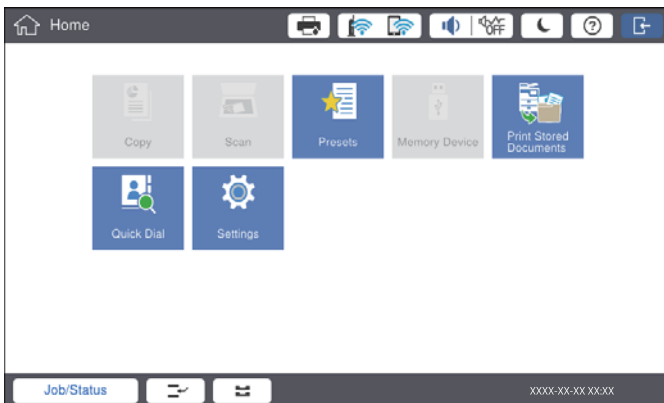 Home
OFF
Copy
Scan
Presets
Memory Device
Print Stored
Documents
Quick Dial
Settings
Job/Status
XXXX-XX-XX XX:XX